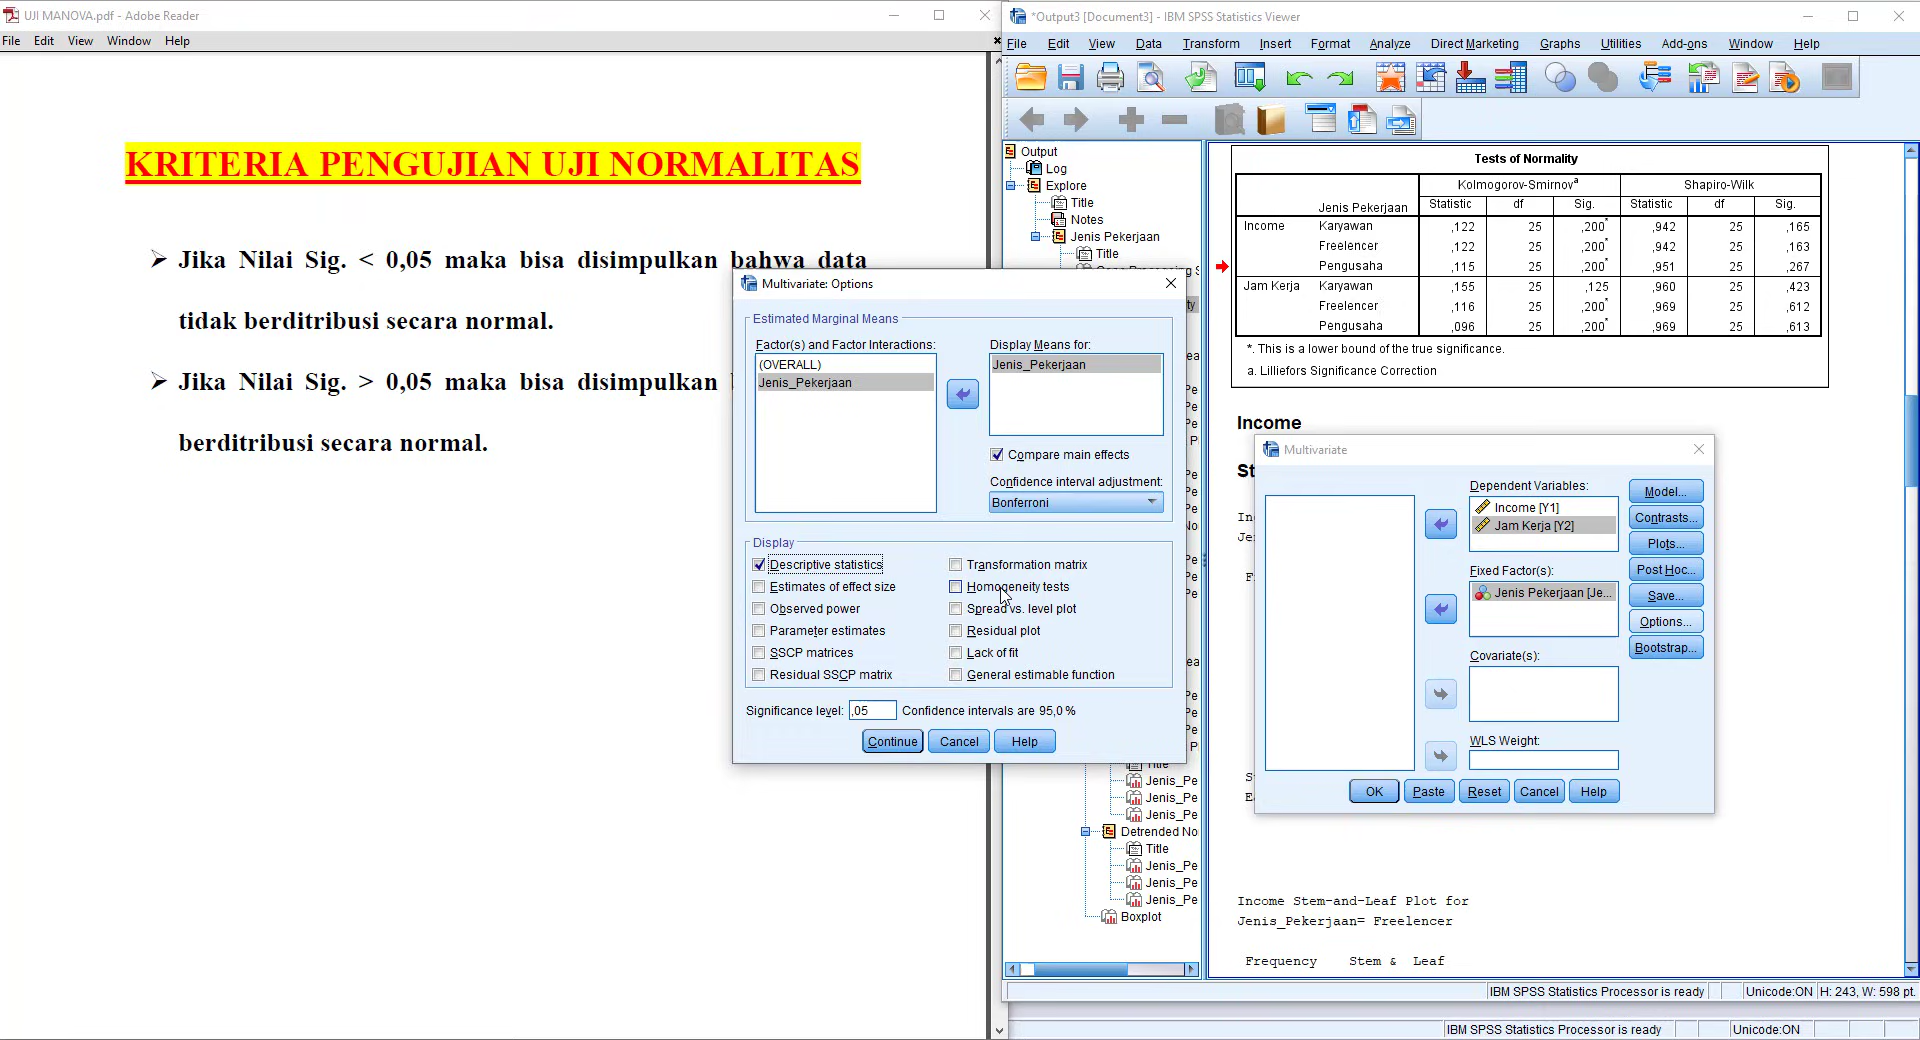 UJI MANOVA.pdf - Adobe Reader
File Edit View Window Help
KRITERIA PENGUJIAN UJI NORMALITAS
➢ Jika Nilai Sig. < 0,05 maka bisa disimpulkan bahwa data
tidak berditribusi secara normal.
➢ Jika Nilai Sig. > 0,05 maka bisa disimpulkan
berditribusi secara normal.
*Output3 [Document3] - IBM SPSS Statistics Viewer
File Edit View Data Transform Insert Format Analyze Direct Marketing Graphs Utilities Add-ons Window Help
Output
Log
Explore
Title
Notes
Jenis Pekerjaan
Title
Title
Jenis_Pe
Jenis_Pe
Jenis_Pe
Detrended No
Title
Jenis_Pe
Jenis_Pe
Jenis_Pe
Boxplot
Tests of Normality
Kolmogorov-Smirnovᵃ Shapiro-Wilk
Jenis Pekerjaan Statistic df Sig. Statistic df Sig.
Income Karyawan ,122 25 ,200* ,942 25 ,165
Freelencer ,122 25 ,200* ,942 25 ,163
Pengusaha ,115 25 ,200* ,951 25 ,267
Jam Kerja Karyawan ,155 25 ,125 ,960 25 ,423
Freelencer ,116 25 ,200* ,969 25 ,612
Pengusaha ,096 25 ,200* ,969 25 ,613
*. This is a lower bound of the true significance.
a. Lilliefors Significance Correction
Income
Income Stem-and-Leaf Plot for
Jenis_Pekerjaan= Freelencer
Frequency Stem & Leaf
Multivariate: Options
Estimated Marginal Means
Factor(s) and Factor Interactions:
(OVERALL)
Jenis_Pekerjaan
Display Means for:
Jenis_Pekerjaan
Compare main effects
Confidence interval adjustment:
Bonferroni
Display
Descriptive statistics Transformation matrix
Estimates of effect size Homogeneity tests
Observed power Spread vs. level plot
Parameter estimates Residual plot
SSCP matrices Lack of fit
Residual SSCP matrix General estimable function
Significance level: ,05 Confidence intervals are 95,0 %
Continue Cancel Help
Multivariate
Dependent Variables:
Income [Y1]
Jam Kerja [Y2]
Fixed Factor(s):
Jenis Pekerjaan [Je...
Covariate(s):
WLS Weight:
Model...
Contrasts...
Plots...
Post Hoc...
Save...
Options...
Bootstrap...
OK Paste Reset Cancel Help
IBM SPSS Statistics Processor is ready Unicode:ON H: 243, W: 598 pt.
IBM SPSS Statistics Processor is ready Unicode:ON